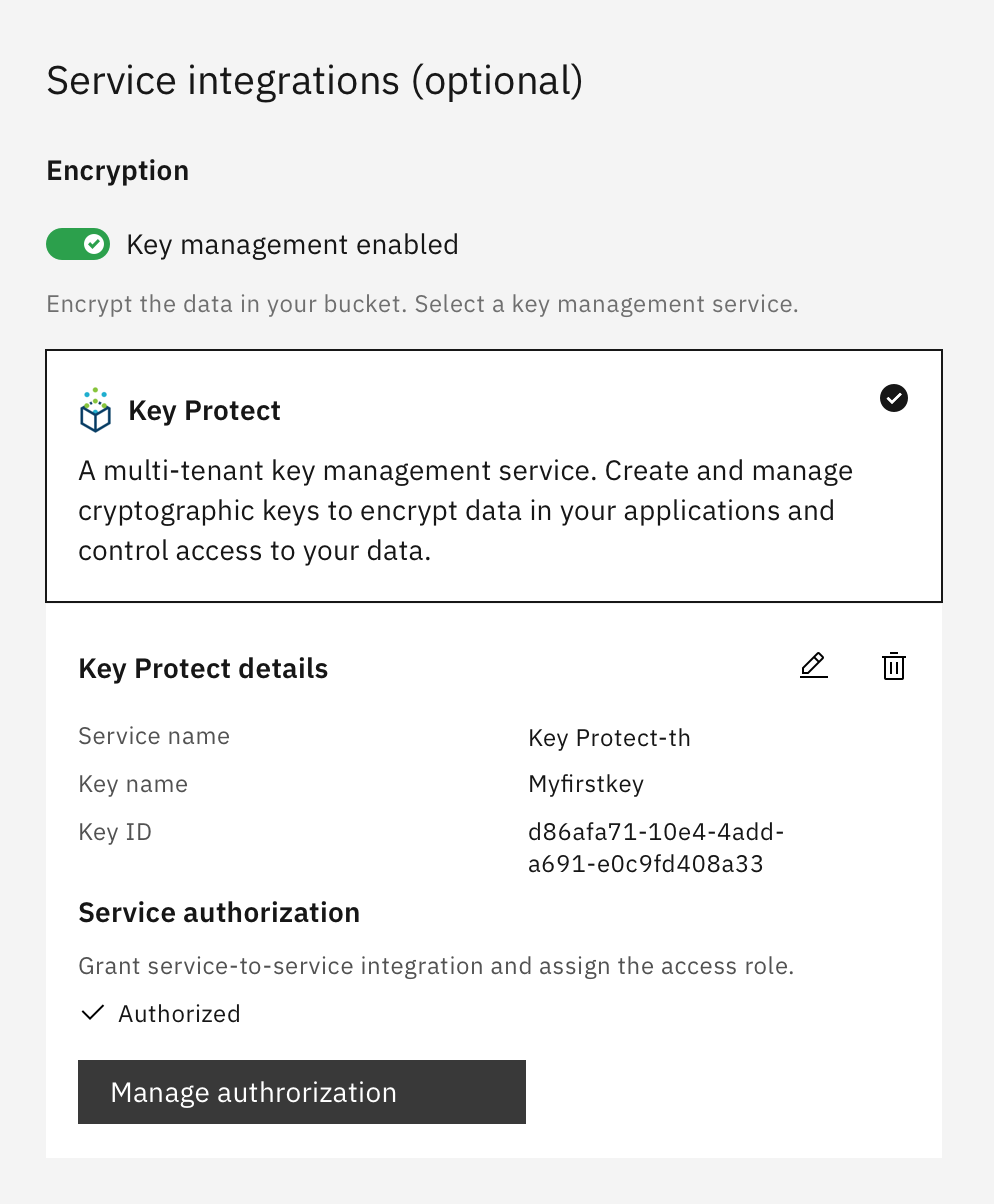 Service integrations (optional)
Encryption
Key management enabled
Encrypt the data in your bucket. Select a key management service.
Key Protect
A multi-tenant key management service. Create and manage
cryptographic keys to encrypt data in your applications and
control access to your data.
Key Protect details
Service name
Key Protect-th
Key name
Myfirstkey
Key ID
d86afa71-10e4-4add-
a691-e0c9fd408a33
Service authorization
Grant service-to-service integration and assign the access role.
Authorized
Manage authrorization